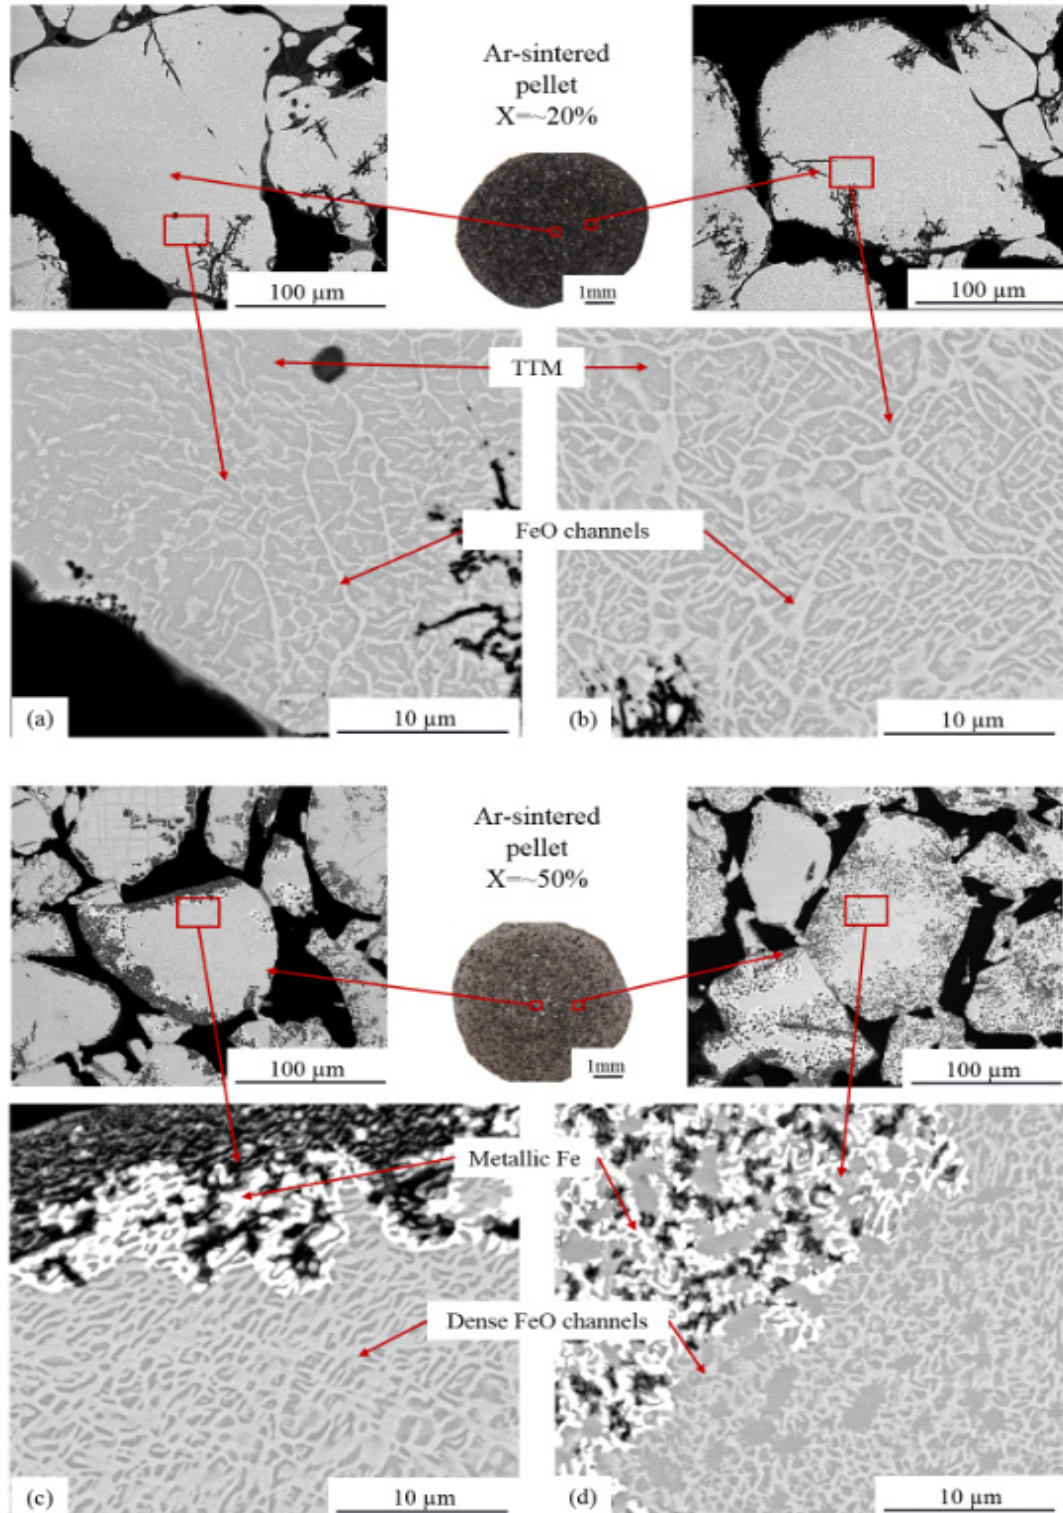 Ar-sintered
pellet
X=~20%
100 µm
1mm
100 µm
TTM
FeO channels
(a)
10 µm
(b)
10 µm
Ar-sintered
pellet
X=~50%
100 µm
1mm
100 µm
Metallic Fe
Dense FeO channels
(c)
10 µm
(d)
10 µm